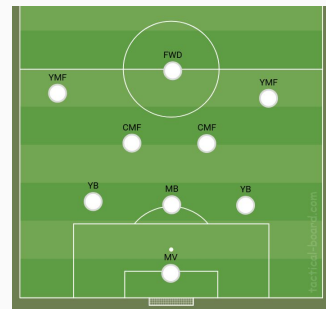 FWD
YMF
YMF
CMF
CMF
YB
MB
YB
MV
tactical-board.com